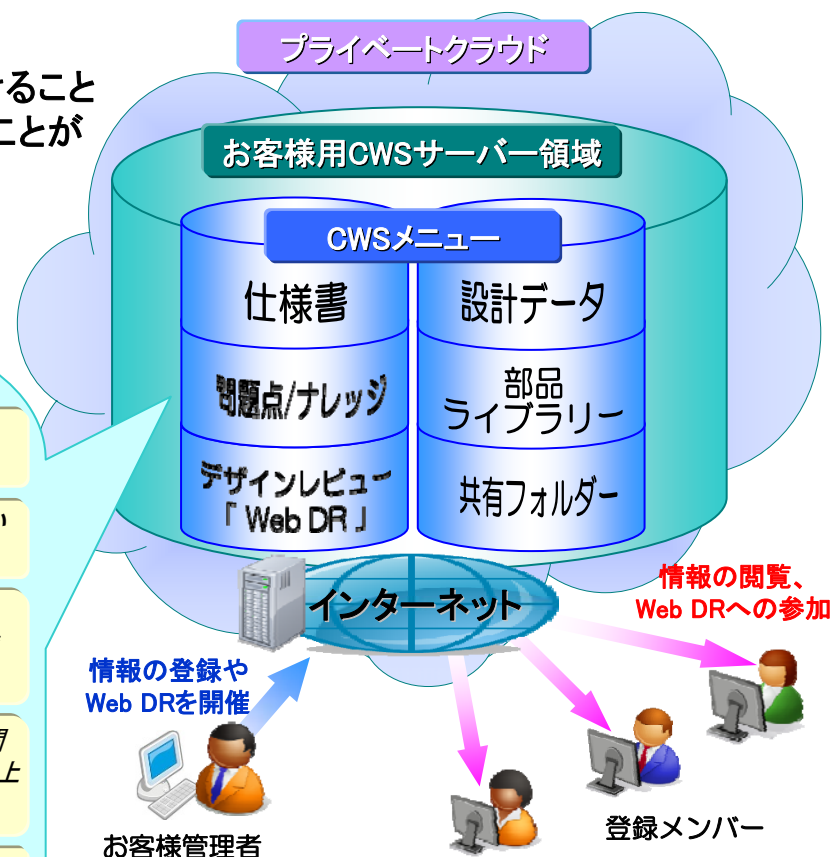 プライベートクラウド
ること
ことが
お客様用CWSサーバー領域
CWSメニュー
仕様書
設計データ
問題点/ナレッジ
部品
ライブラリー
デザインレビュー
「 Web DR 」
共有フォルダー
インターネット
情報の閲覧、
Web DRへの参加
情報の登録や
Web DRを開催
上
登録メンバー
お客様管理者